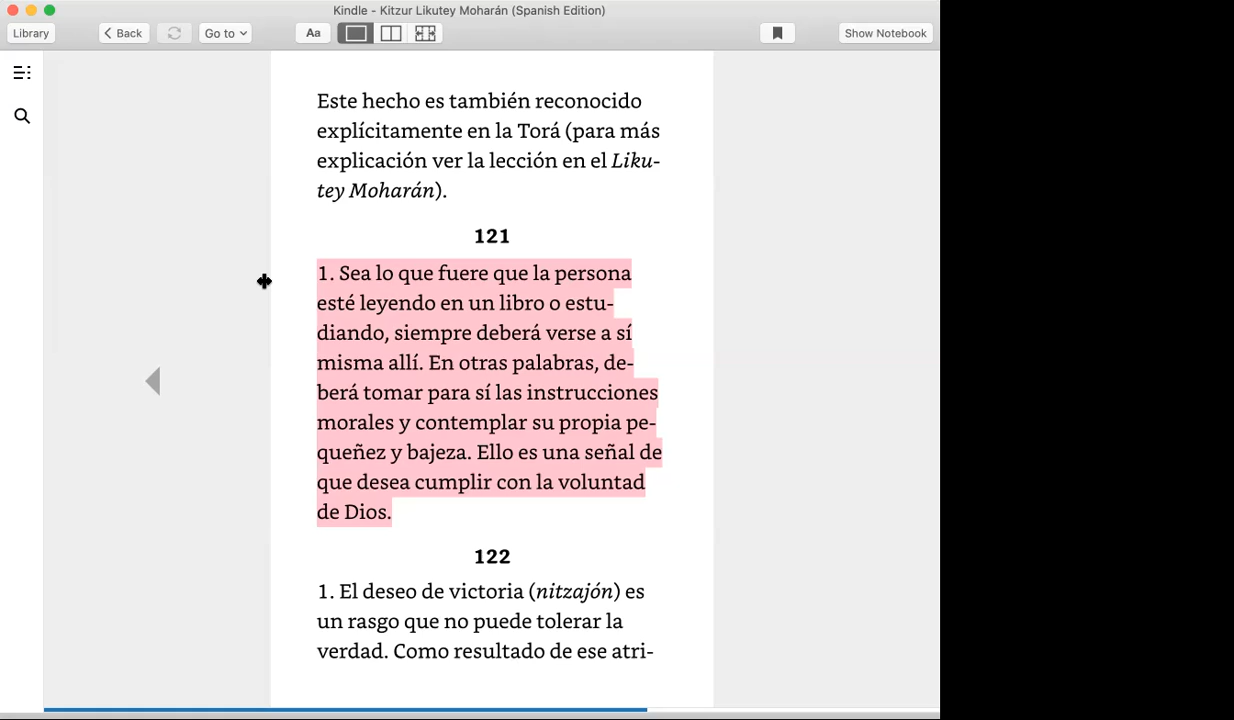 Kindle - Kitzur Likutey Moharán (Spanish Edition)
Library
Back
Go to
Aa
Show Notebook
Este hecho es también reconocido
explícitamente en la Torá (para más
explicación ver la lección en el Liku-
tey Moharán).
121
1. Sea lo que fuere que la persona
esté leyendo en un libro o estu-
diando, siempre deberá verse a sí
misma allí. En otras palabras, de-
berá tomar para sí las instrucciones
morales y contemplar su propia pe-
queñez y bajeza. Ello es una señal de
que desea cumplir con la voluntad
de Dios.
122
1. El deseo de victoria (nitzajón) es
un rasgo que no puede tolerar la
verdad. Como resultado de ese atri-